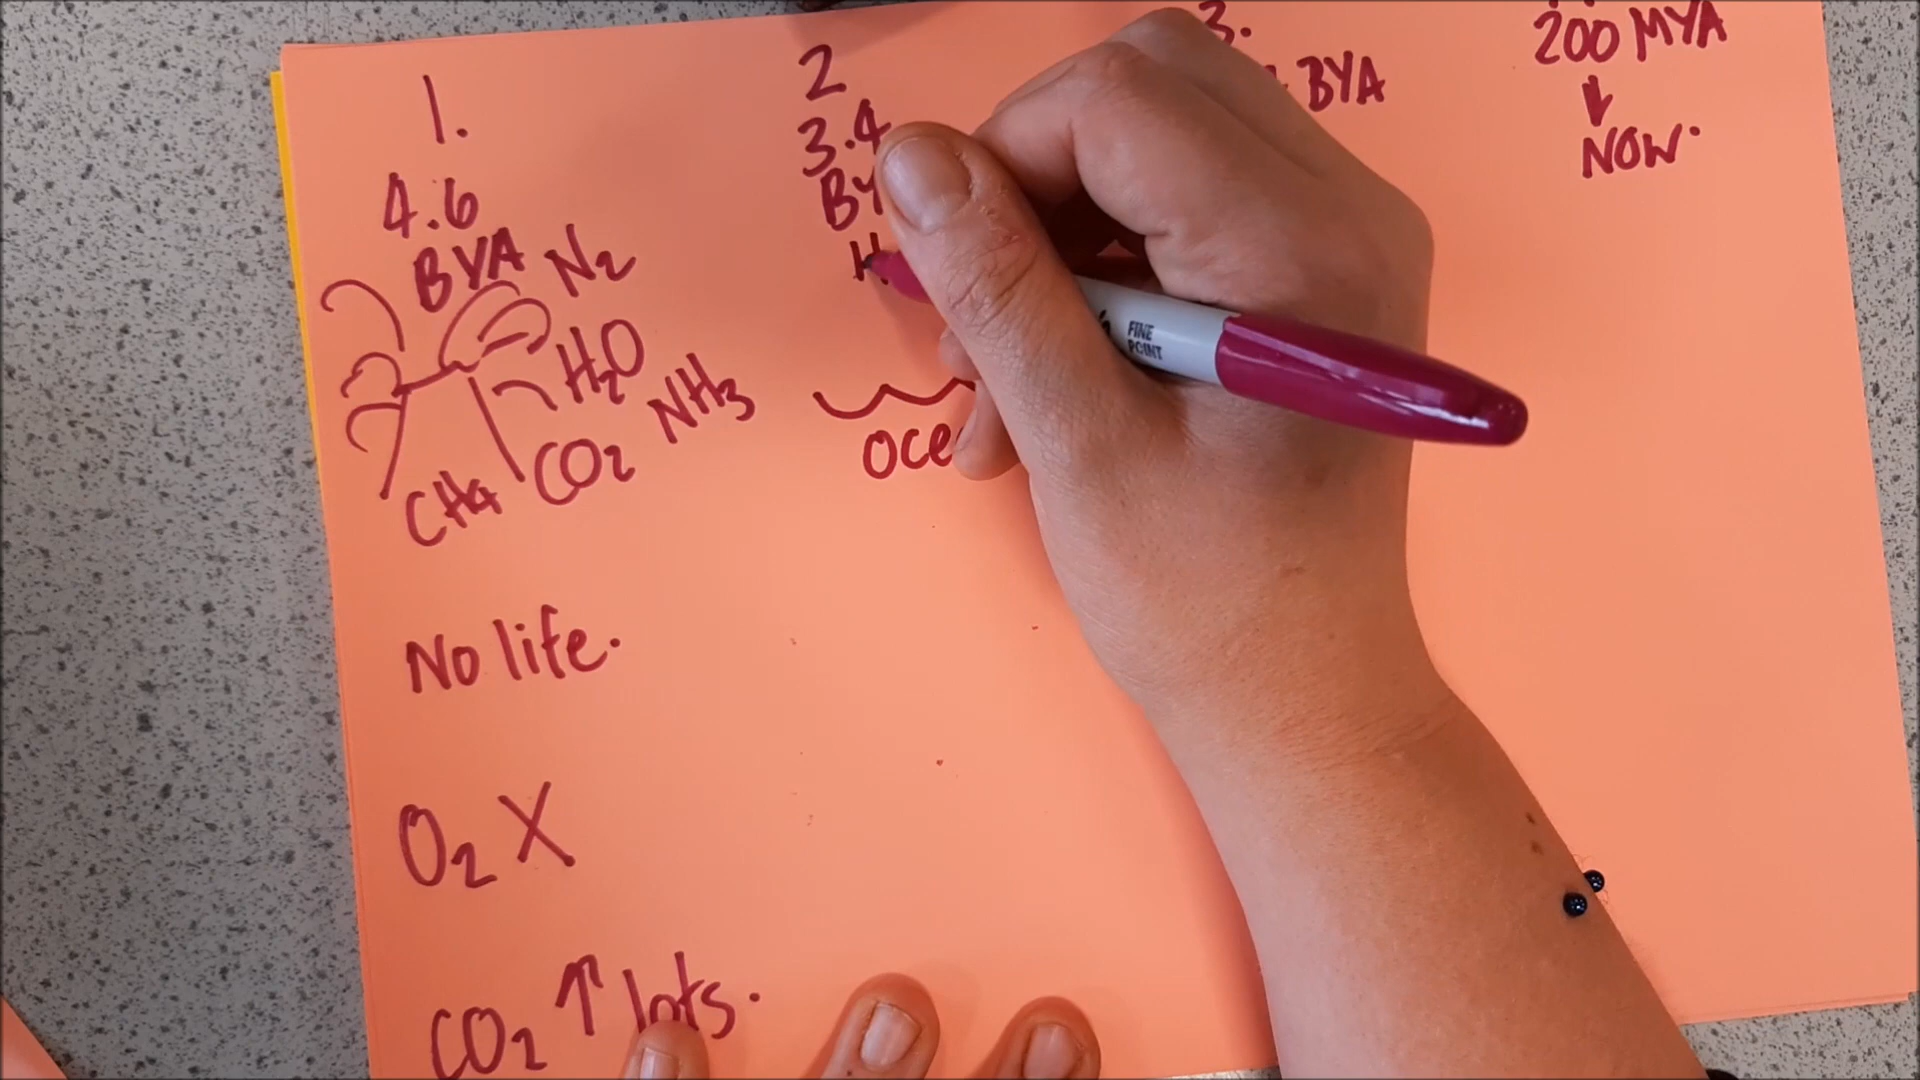 1.
4.6
BYA
N2
H2O
NH3
CO2
CH4
No life.
O2 X
CO2 ↑ lots.
2
3.4
BY
H
oce
3.
BYA
200 MYA
NOW.
FINE
POINT